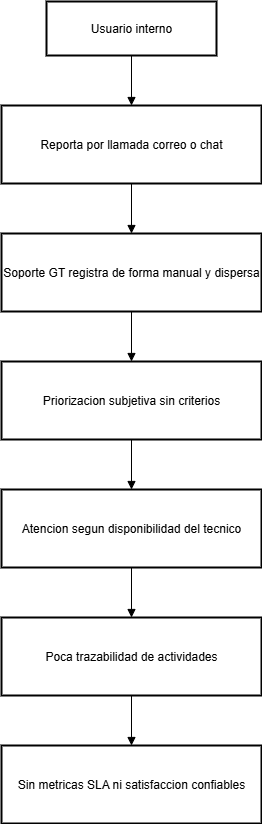 Usuario interno
Reporta por llamada correo o chat
Soporte GT registra de forma manual y dispersa
Priorizacion subjetiva sin criterios
Atencion segun disponibilidad del tecnico
Poca trazabilidad de actividades
Sin metricas SLA ni satisfaccion confiables